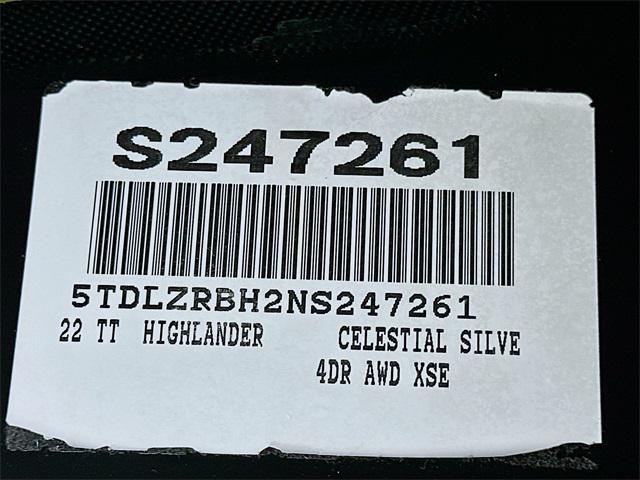 S247261
5TDLZRBH2NS247261
22 TT HIGHLANDER CELESTIAL SILVE
4DR AWD XSE